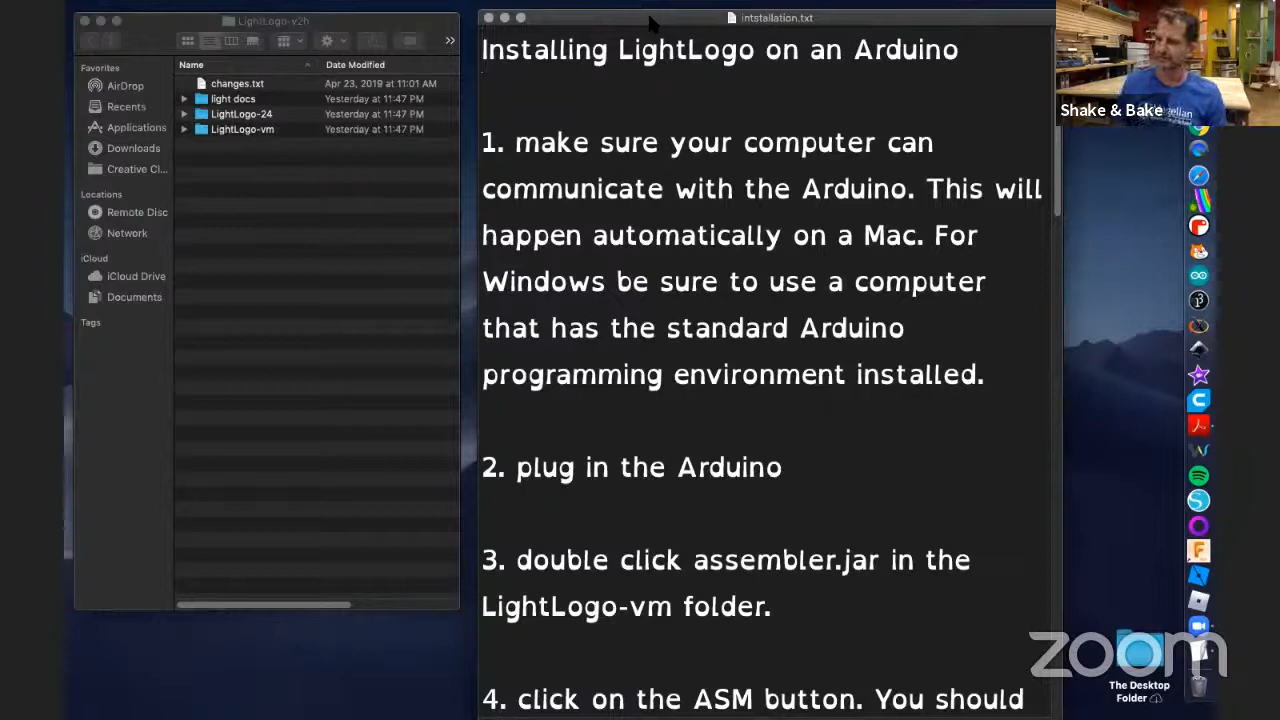 LightLogo-v2h
Favorites
AirDrop
Recents
Applications
Downloads
Creative Cl...
Locations
Remote Disc
Network
iCloud
iCloud Drive
Documents
Tags
Name Date Modified
changes.txt Apr 23, 2019 at 11:01 AM
light docs Yesterday at 11:47 PM
LightLogo-24 Yesterday at 11:47 PM
LightLogo-vm Yesterday at 11:47 PM
intstallation.txt
Installing LightLogo on an Arduino
1. make sure your computer can
communicate with the Arduino. This will
happen automatically on a Mac. For
Windows be sure to use a computer
that has the standard Arduino
programming environment installed.
2. plug in the Arduino
3. double click assembler.jar in the
LightLogo-vm folder.
4. click on the ASM button. You should
Shake & Bake
zoom
The Desktop
Folder